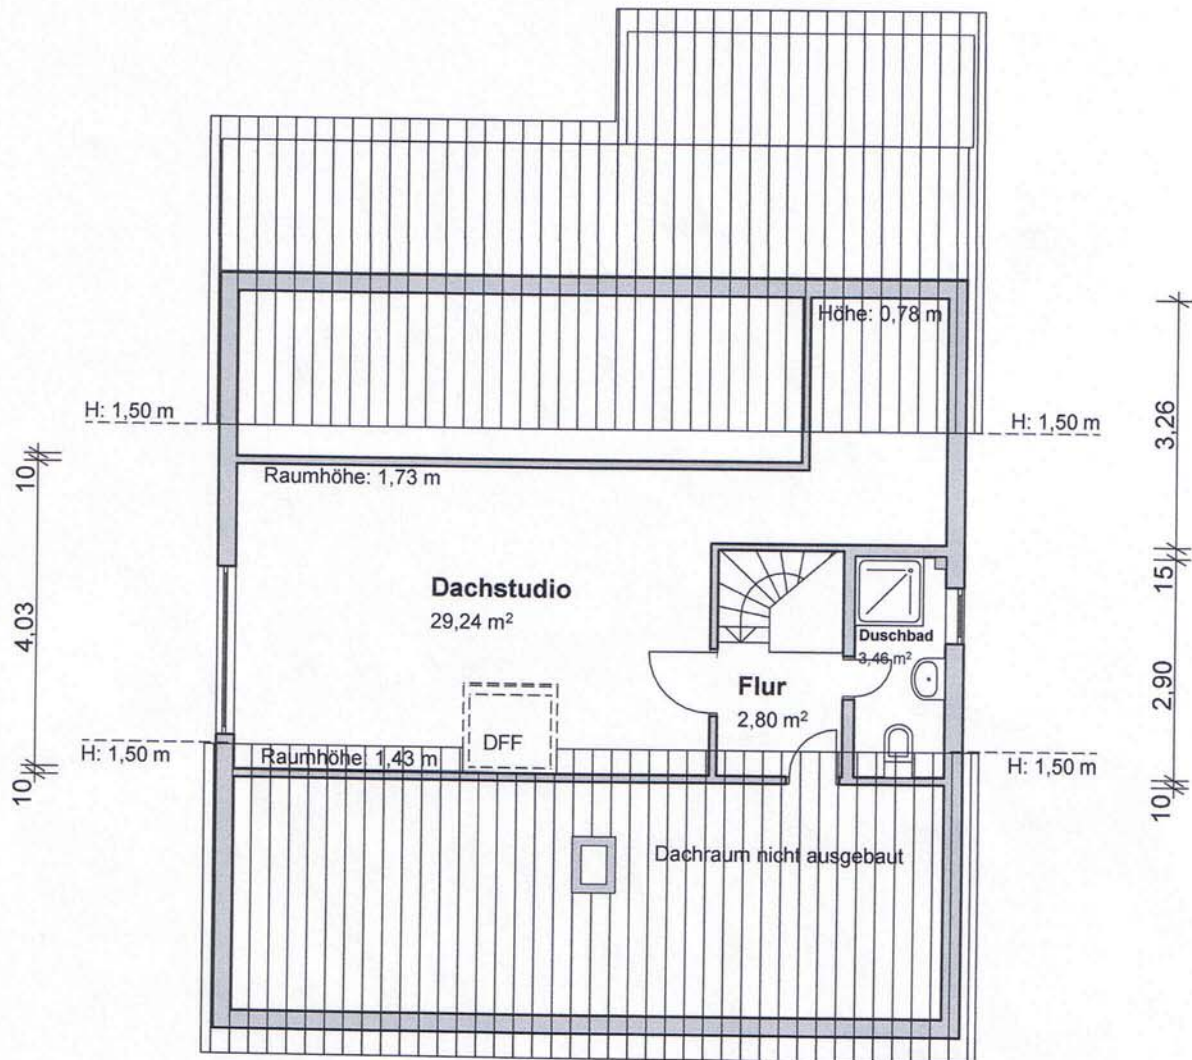 Höhe: 0,78 m
H: 1,50 m
H: 1,50 m
3,26
10
Raumhöhe: 1,73 m
Dachstudio
29,24 m²
4,03
15
Duschbad
3,46 m²
Flur
2,80 m²
2,90
DFF
H: 1,50 m
Raumhöhe: 1,43 m
H: 1,50 m
10
10
Dachraum nicht ausgebaut